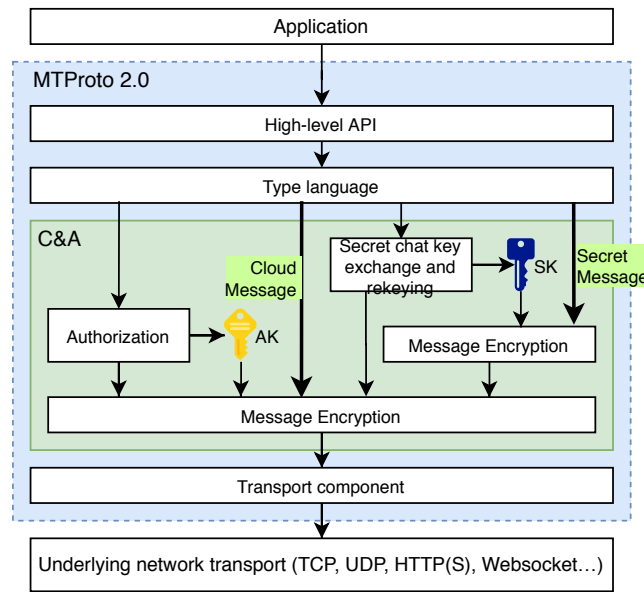 Application
MTProto 2.0
High-level API
Type language
C&A
Cloud
Message
Secret chat key
exchange and
rekeying
SK
Secret
Message
Authorization
AK
Message Encryption
Message Encryption
Transport component
Underlying network transport (TCP, UDP, HTTP(S), Websocket...)